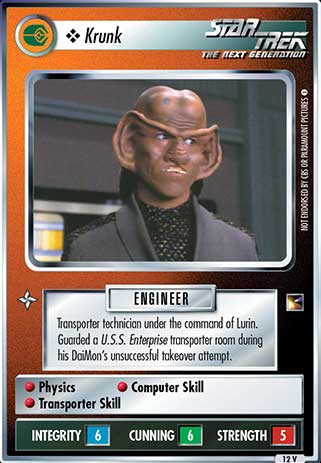 ❖ Krunk
STAR TREK
THE NEXT GENERATION
NOT ENDORSED BY CBS OR PARAMOUNT PICTURES
ENGINEER
Transporter technician under the command of Lurin.
Guarded a U.S.S. Enterprise transporter room during
his DaiMon's unsuccessful takeover attempt.
Physics
Computer Skill
Transporter Skill
INTEGRITY 6 CUNNING 6 STRENGTH 5
12 V